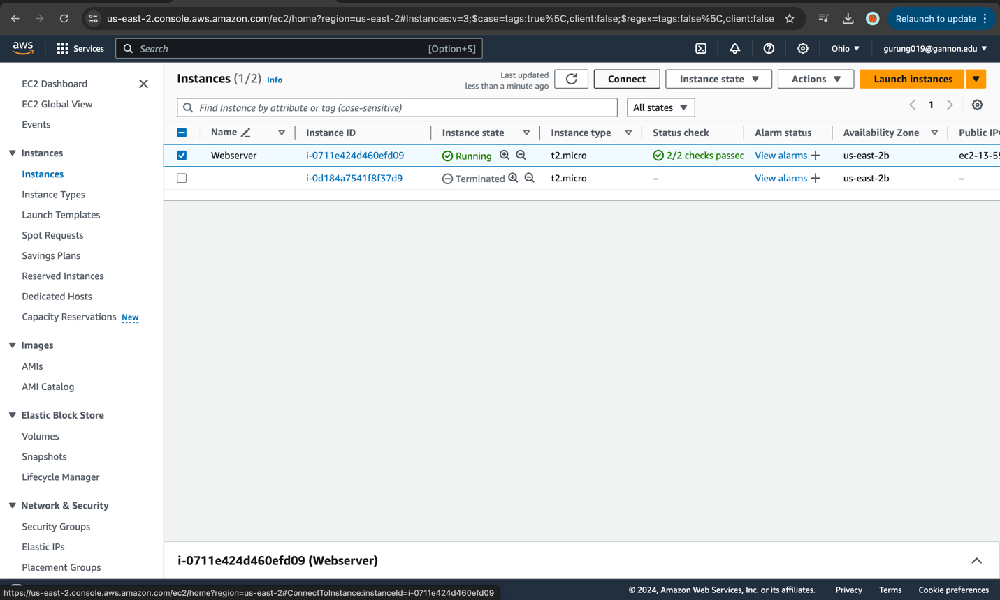 us-east-2.console.aws.amazon.com/ec2/home?region=us-east-2#Instances:v=3;$case=tags:true%5C,client:false;$regex=tags:false%5C,client:false
Relaunch to update
aws
Services
Search
[Option+S]
Ohio
gurung019@gannon.edu
EC2 Dashboard
EC2 Global View
Events
Instances
Instances
Instance Types
Launch Templates
Spot Requests
Savings Plans
Reserved Instances
Dedicated Hosts
Capacity Reservations New
Images
AMIs
AMI Catalog
Elastic Block Store
Volumes
Snapshots
Lifecycle Manager
Network & Security
Security Groups
Elastic IPs
Placement Groups
Instances (1/2) Info
Last updated
less than a minute ago
Connect
Instance state
Actions
Launch instances
Find Instance by attribute or tag (case-sensitive)
All states
1
Name Instance ID Instance state Instance type Status check Alarm status Availability Zone Public IPv
Webserver i-0711e424d460efd09 Running t2.micro 2/2 checks passec View alarms us-east-2b ec2-13-59
i-0d184a7541f8f37d9 Terminated t2.micro – View alarms us-east-2b –
i-0711e424d460efd09 (Webserver)
https://us-east-2.console.aws.amazon.com/ec2/home?region=us-east-2#ConnectToInstance:instanceId=i-0711e424d460efd09
© 2024, Amazon Web Services, Inc. or its affiliates.
Privacy
Terms
Cookie preferences